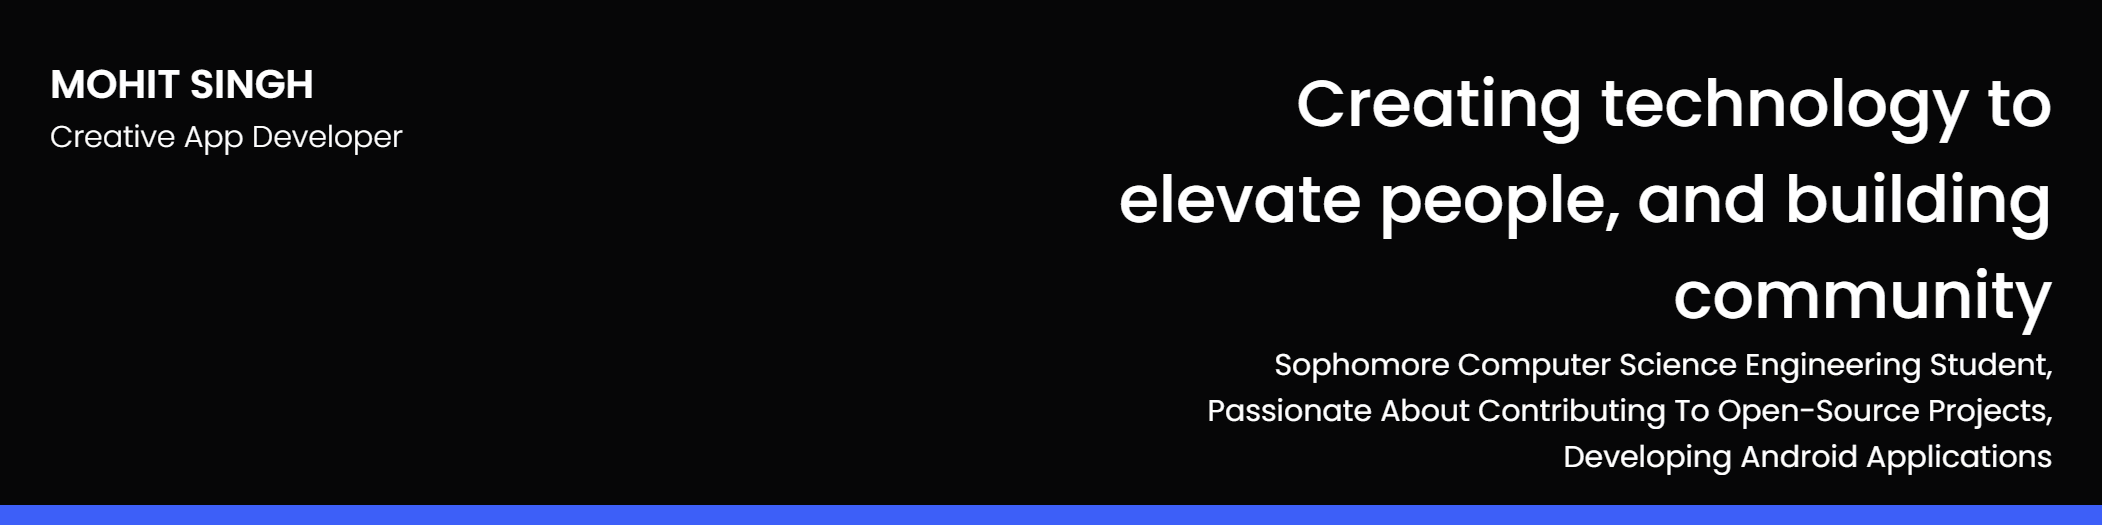 MOHIT SINGH
Creative App Developer
Creating technology to
elevate people, and building
community
Sophomore Computer Science Engineering Student,
Passionate About Contributing To Open-Source Projects,
Developing Android Applications